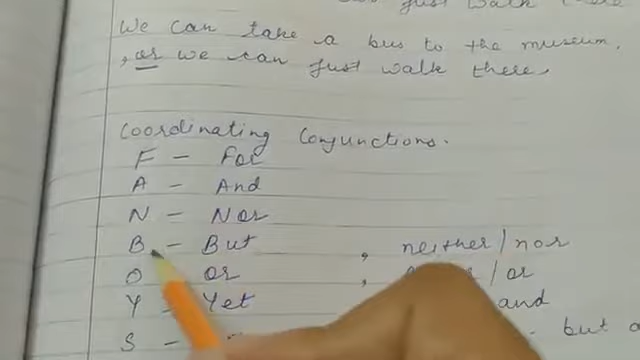 just walk there
We can take a bus to the museum.
, or we can just walk there.
Coordinating Conjunctions.
F - For
A - And
N - Nor
B - But , neither/nor
O or , /or
Y - Yet and
S - but